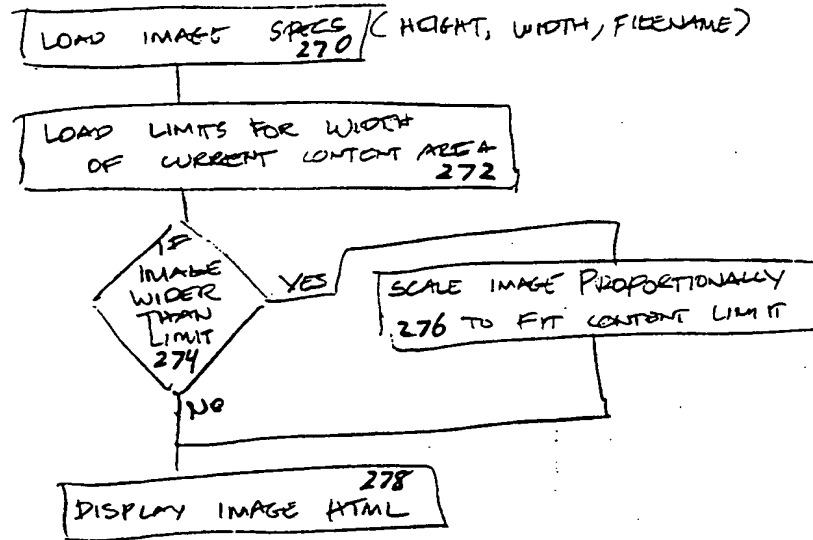 LOAD IMAGE SPECS (HEIGHT, WIDTH, FILENAME)
270
LOAD LIMITS FOR WIDTH
OF CURRENT CONTENT AREA
272
IF
IMAGE
WIDER
THAN
LIMIT
274
YES
SCALE IMAGE PROPORTIONALLY
276 TO FIT CONTENT LIMIT
NO
278
DISPLAY IMAGE HTML